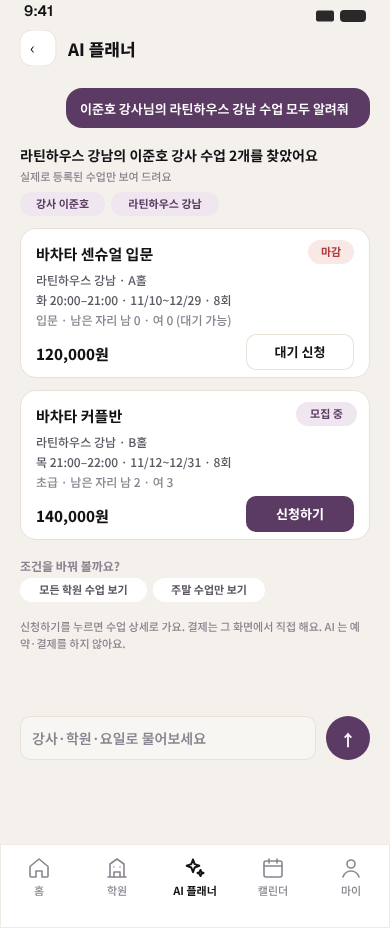 9:41
‹ AI 플래너
이준호 강사님의 라틴하우스 강남 수업 모두 알려줘
라틴하우스 강남의 이준호 강사 수업 2개를 찾았어요
실제로 등록된 수업만 보여 드려요
강사 이준호 라틴하우스 강남
바차타 센슈얼 입문 마감
라틴하우스 강남 · A홀
화 20:00–21:00 · 11/10~12/29 · 8회
입문 · 남은 자리 남 0 · 여 0 (대기 가능)
120,000원 대기 신청
바차타 커플반 모집 중
라틴하우스 강남 · B홀
목 21:00–22:00 · 11/12~12/31 · 8회
초급 · 남은 자리 남 2 · 여 3
140,000원 신청하기
조건을 바꿔 볼까요?
모든 학원 수업 보기 주말 수업만 보기
신청하기를 누르면 수업 상세로 가요. 결제는 그 화면에서 직접 해요. AI 는 예
약·결제를 하지 않아요.
강사·학원·요일로 물어보세요 ↑
홈 학원 AI 플래너 캘린더 마이